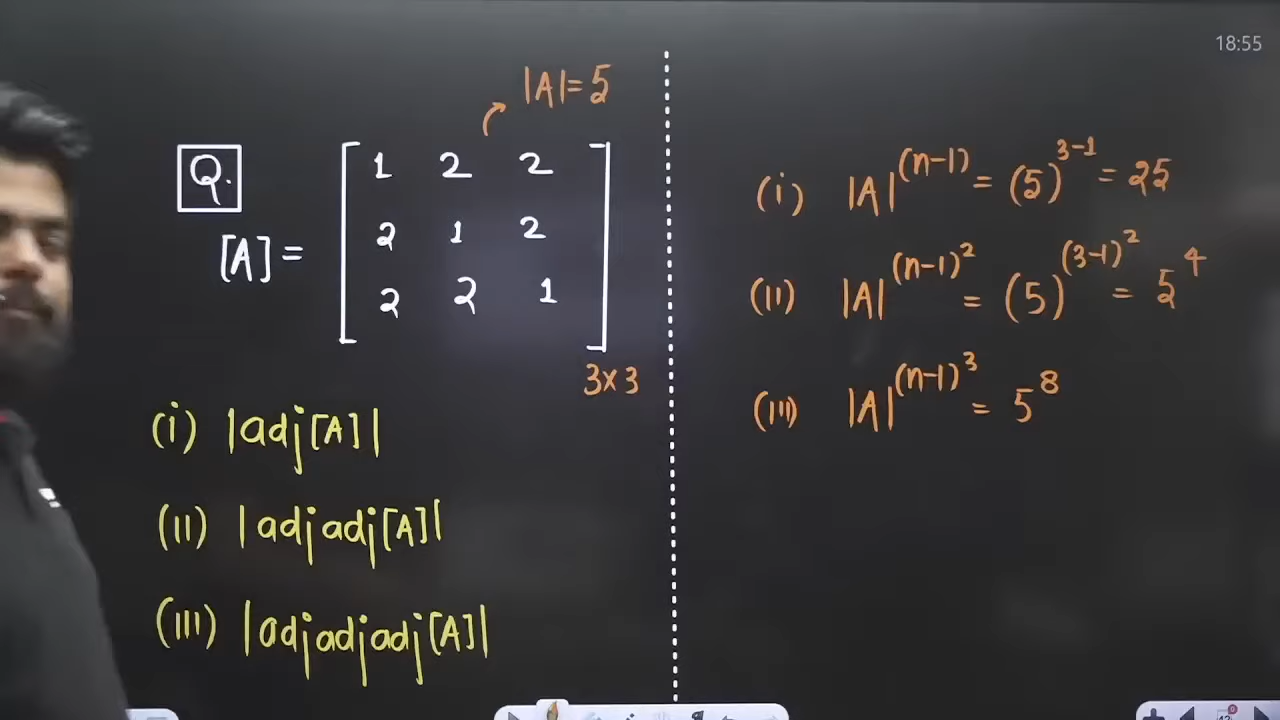 18:55
|A| = 5
Q.
[A] =
1 2 2
2 1 2
2 2 1
3×3
(i) |adj[A]|
(ii) |adj adj[A]|
(iii) |adj adj adj[A]|
(i) |A|^(n-1) = (5)^3-1 = 25
(ii) |A|^(n-1)^2 = (5)^(3-1)^2 = 5^4
(iii) |A|^(n-1)^3 = 5^8